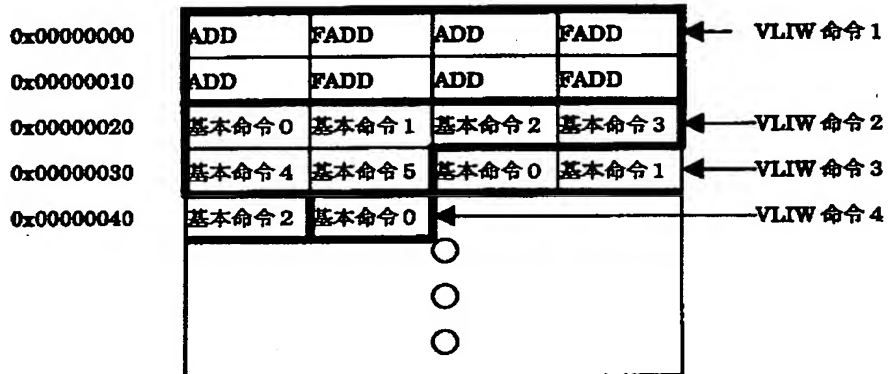 0x00000000 ADD FADD ADD FADD VLIW 命令1
0x00000010 ADD FADD ADD FADD
0x00000020 基本命令0 基本命令1 基本命令2 基本命令3 VLIW 命令2
0x00000030 基本命令4 基本命令5 基本命令0 基本命令1 VLIW 命令3
0x00000040 基本命令2 基本命令0 VLIW 命令4